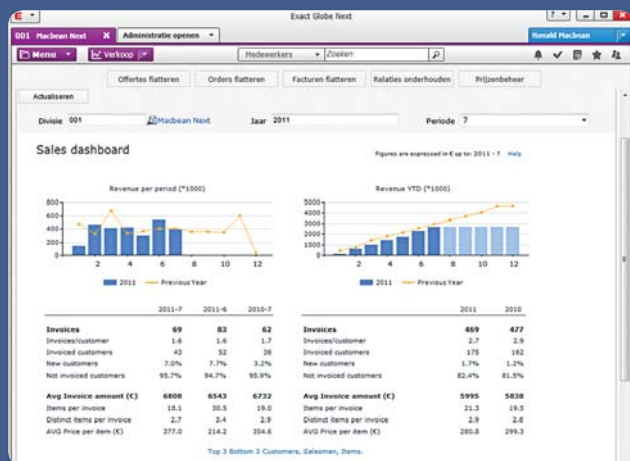 Exact Globe Next
001 Macbean Next X Administratie openen Ronald Macbean
Menu Verkoop Medewerkers Zoeken
Offertes fiatteren Orders fiatteren Facturen fiatteren Relaties onderhouden Prijzenbeheer
Actualiseren
Divisie 001 Macbean Next Jaar 2011 Periode 7
Sales dashboard Figures are expressed in € up to: 2011 - 7 Help
Revenue per period (*1000) Revenue YTD (*1000)
800 5000
600 4000
400 3000
200 2000
0 1000
0
2 4 6 8 10 12 2 4 6 8 10 12
2011 Previous Year 2011 Previous Year
2011-7 2011-6 2010-7 2011 2010
Invoices 69 83 62 Invoices 469 477
Invoices/customer 1.6 1.6 1.7 Invoices/customer 2.7 2.9
Invoiced customers 43 52 36 Invoiced customers 175 162
New customers 7.0% 7.7% 3.2% New customers 1.7% 1.2%
Not invoiced customers 95.7% 94.7% 95.9% Not invoiced customers 82.4% 81.5%
Avg Invoice amount (€) 6808 6543 6732 Avg Invoice amount (€) 5995 5838
Items per invoice 18.1 30.5 19.0 Items per invoice 21.3 19.5
Distinct items per invoice 2.7 3.4 2.9 Distinct items per invoice 2.9 2.8
AVG Price per item (€) 377.0 214.2 354.6 AVG Price per item (€) 280.8 299.3
Top 3 Bottom 3 Customers, Salesmen, Items.